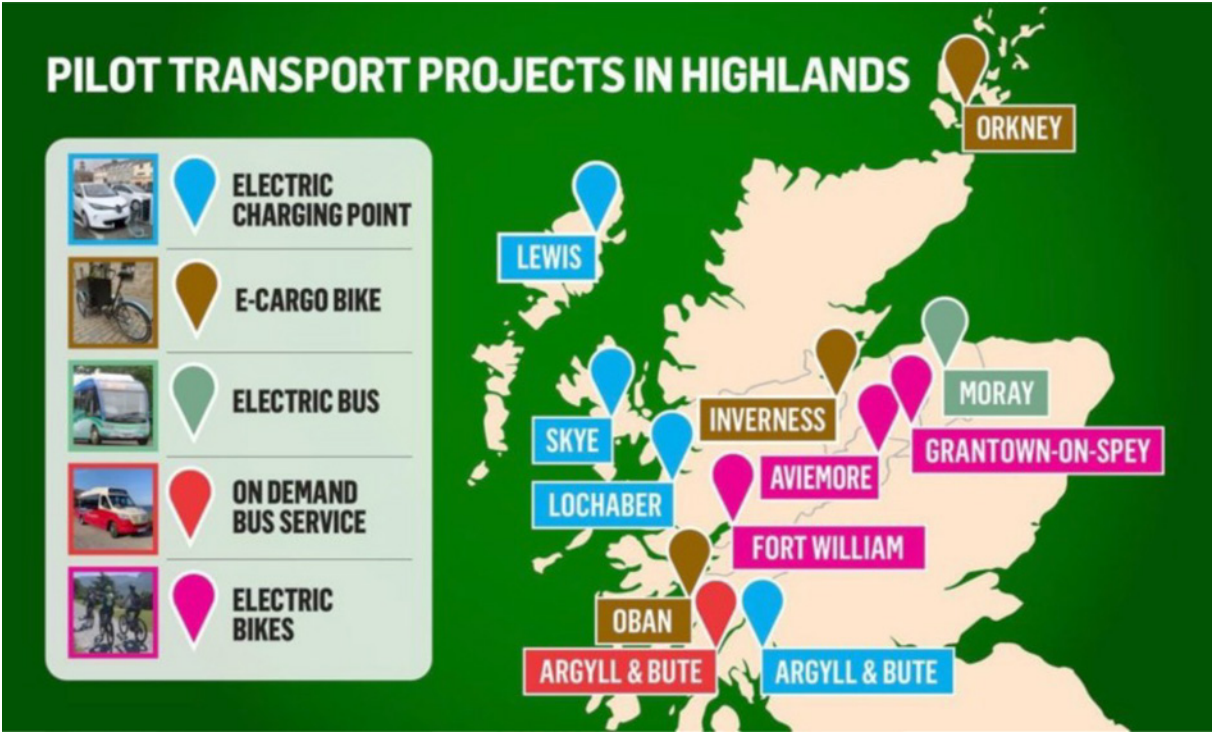 PILOT TRANSPORT PROJECTS IN HIGHLANDS
ELECTRIC
CHARGING POINT
E-CARGO BIKE
ELECTRIC BUS
ON DEMAND
BUS SERVICE
ELECTRIC
BIKES
ORKNEY
LEWIS
MORAY
INVERNESS
SKYE
GRANTOWN-ON-SPEY
AVIEMORE
LOCHABER
FORT WILLIAM
OBAN
ARGYLL & BUTE
ARGYLL & BUTE